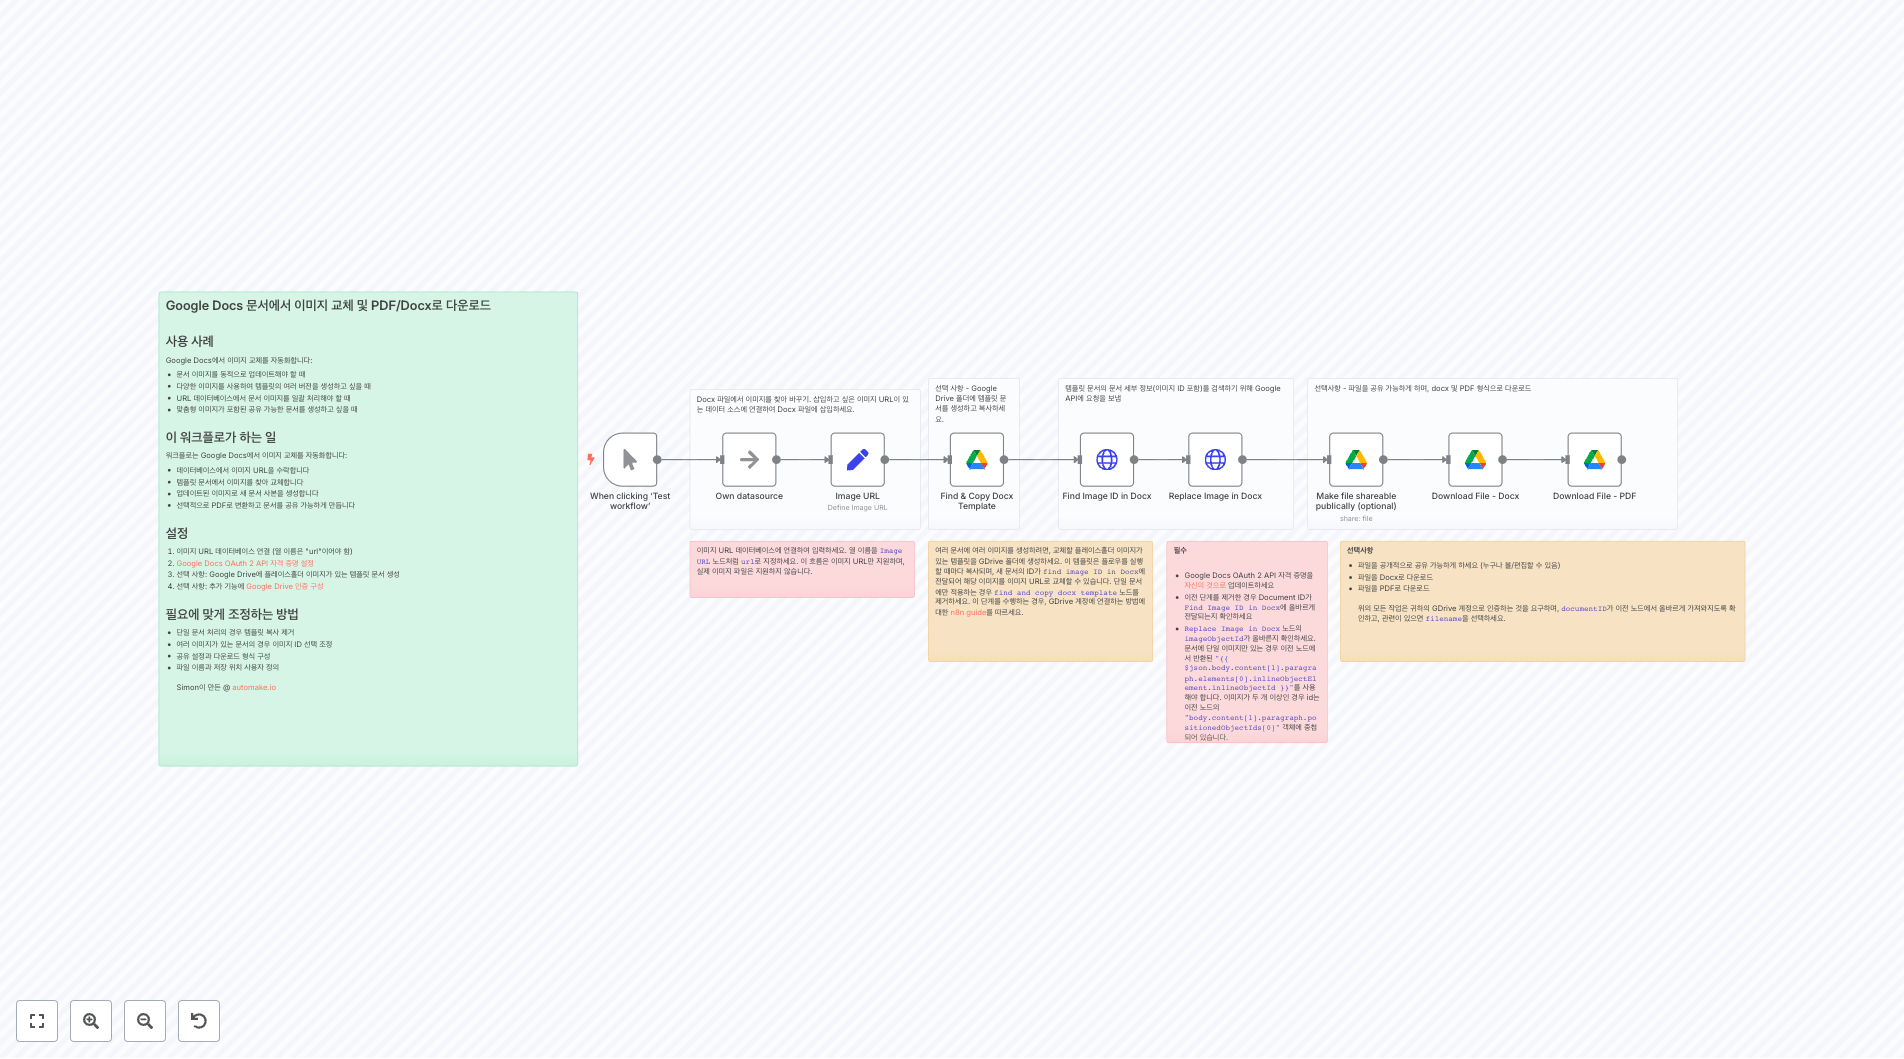 Google Docs 문서에서 이미지 교체 및 PDF/Docx로 다운로드
사용 사례
Google Docs에서 이미지 교체를 자동화합니다:
문서 이미지를 동적으로 업데이트해야 할 때
다양한 이미지를 사용하여 템플릿의 여러 버전을 생성하고 싶을 때
URL 데이터베이스에서 문서 이미지를 일괄 처리해야 할 때
맞춤형 이미지가 포함된 공유 가능한 문서를 생성하고 싶을 때
이 워크플로가 하는 일
워크플로는 Google Docs에서 이미지 교체를 자동화합니다:
데이터베이스에서 이미지 URL을 수락합니다
템플릿 문서에서 이미지를 찾아 교체합니다
업데이트된 이미지로 새 문서 사본을 생성합니다
선택적으로 PDF로 변환하고 문서를 공유 가능하게 만듭니다
설정
1. 이미지 URL 데이터베이스 연결 (열 이름은 "url"이어야 함)
2. Google Docs OAuth 2 API 자격 증명 설정
3. 선택 사항: Google Drive에 플레이스홀더 이미지가 있는 템플릿 문서 생성
4. 선택 사항: 추가 기능에 Google Drive 인증 구성
필요에 맞게 조정하는 방법
단일 문서 처리의 경우 템플릿 복사 제거
여러 이미지가 있는 문서의 경우 이미지 ID 선택 조정
공유 설정과 다운로드 형식 구성
파일 이름과 저장 위치 사용자 정의
Simon이 만든 @ automake.io
When clicking 'Test
workflow'
Docx 파일에서 이미지를 찾아 바꾸기. 삽입하고 싶은 이미지 URL이 있
는 데이터 소스에 연결하여 Docx 파일에 삽입하세요.
Own datasource
Image URL
Define Image URL
선택 사항 - Google
Drive 폴더에 템플릿 문
서를 생성하고 복사하세
요.
Find & Copy Docx
Template
템플릿 문서의 문서 세부 정보(이미지 ID 포함)를 검색하기 위해 Google
API에 요청을 보냄
Find Image ID in Docx
Replace Image in Docx
선택사항 - 파일을 공유 가능하게 하며, docx 및 PDF 형식으로 다운로드
Make file shareable
publically (optional)
share: file
Download File - Docx
Download File - PDF
이미지 URL 데이터베이스에 연결하여 입력하세요. 열 이름을 Image
URL 노드처럼 url로 지정하세요. 이 흐름은 이미지 URL만 지원하며,
실제 이미지 파일은 지원하지 않습니다.
여러 문서에 여러 이미지를 생성하려면, 교체할 플레이스홀더 이미지가
있는 템플릿을 GDrive 폴더에 생성하세요. 이 템플릿은 플로우를 실행
할 때마다 복사되며, 새 문서의 ID가 find image ID in Docx에
전달되어 해당 이미지를 이미지 URL로 교체할 수 있습니다. 단일 문서
에만 적용하는 경우 find and copy docx template 노드를
제거하세요. 이 단계를 수행하는 경우, GDrive 계정에 연결하는 방법에
대한 n8n guide를 따르세요.
필수
Google Docs OAuth 2 API 자격 증명을
자신의 것으로 업데이트하세요
이전 단계를 제거한 경우 Document ID가
Find Image ID in Docx에 올바르게
전달되는지 확인하세요
Replace Image in Docx 노드의
imageObjectId가 올바른지 확인하세요.
문서에 단일 이미지만 있는 경우 이전 노드에
서 반환된 "{{
$json.body.content[1].paragra
ph.elements[0].inlineObjectEl
ement.inlineObjectId }}"를 사용
해야 합니다. 이미지가 두 개 이상인 경우 id는
이전 노드의
"body.content[1].paragraph.po
sitionedObjectIds[0]" 객체에 중첩
되어 있습니다.
선택사항
파일을 공개적으로 공유 가능하게 하세요 (누구나 볼/편집할 수 있음)
파일을 Docx로 다운로드
파일을 PDF로 다운로드
위의 모든 작업은 귀하의 GDrive 계정으로 인증하는 것을 요구하며, documentID가 이전 노드에서 올바르게 가져와지도록 확
인하고, 관련이 있으면 filename을 선택하세요.